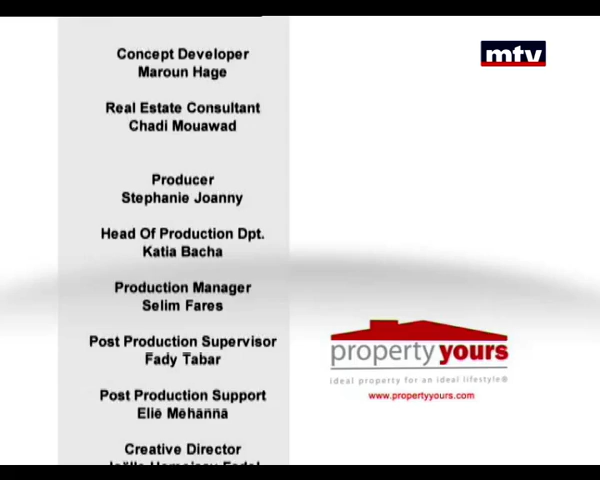 mtv
Concept Developer
Maroun Hage
Real Estate Consultant
Chadi Mouawad
Producer
Stephanie Joanny
Head Of Production Dpt.
Katia Bacha
Production Manager
Selim Fares
Post Production Supervisor
Fady Tabar
Post Production Support
Elie Mehanna
Creative Director
property yours
ideal property for an ideal lifestyle®
www.propertyyours.com